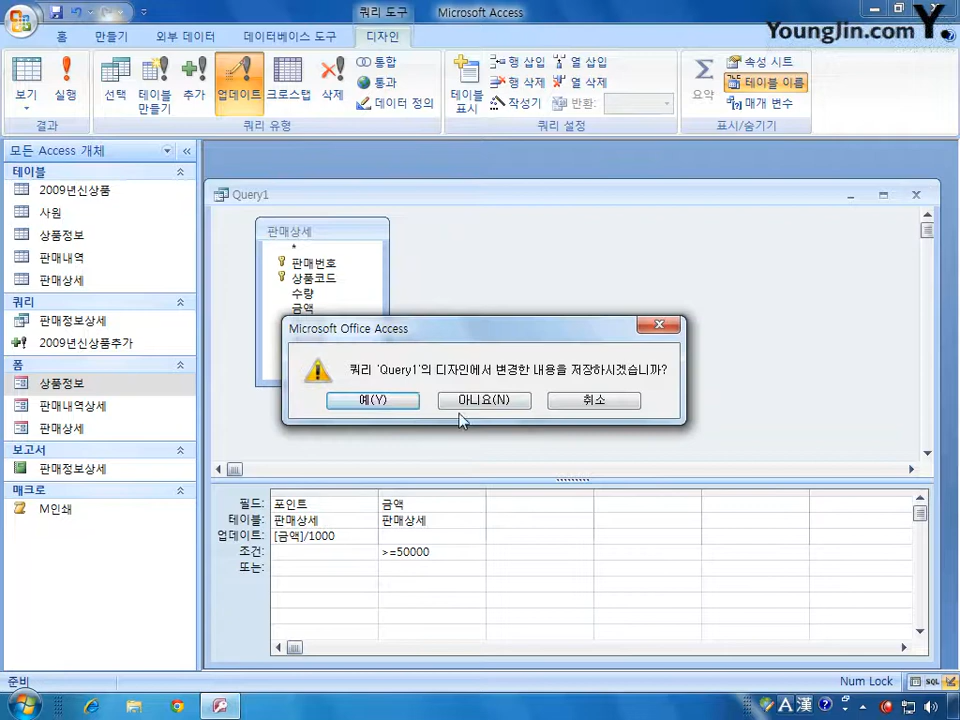 쿼리 도구
Microsoft Access
YoungJin.com Y.
홈
만들기
외부 데이터
데이터베이스 도구
디자인
보기
실행
결과
선택
테이블
만들기
추가
업데이트
크로스탭
삭제
통합
통과
데이터 정의
쿼리 유형
테이블
표시
행 삽입
행 삭제
작성기
열 삽입
열 삭제
반환:
쿼리 설정
Σ
요약
속성 시트
테이블 이름
매개 변수
표시/숨기기
모든 Access 개체
테이블
2009년신상품
사원
상품정보
판매내역
판매상세
쿼리
판매정보상세
2009년신상품추가
폼
상품정보
판매내역상세
판매상세
보고서
판매정보상세
매크로
M인쇄
Query1
판매상세
*
판매번호
상품코드
수량
금액
Microsoft Office Access
쿼리 'Query1'의 디자인에서 변경한 내용을 저장하시겠습니까?
예(Y)
아니요(N)
취소
필드: 포인트 금액
테이블: 판매상세 판매상세
업데이트: [금액]/1000
조건: >=50000
또는:
준비
Num Lock
SQL
A 漢